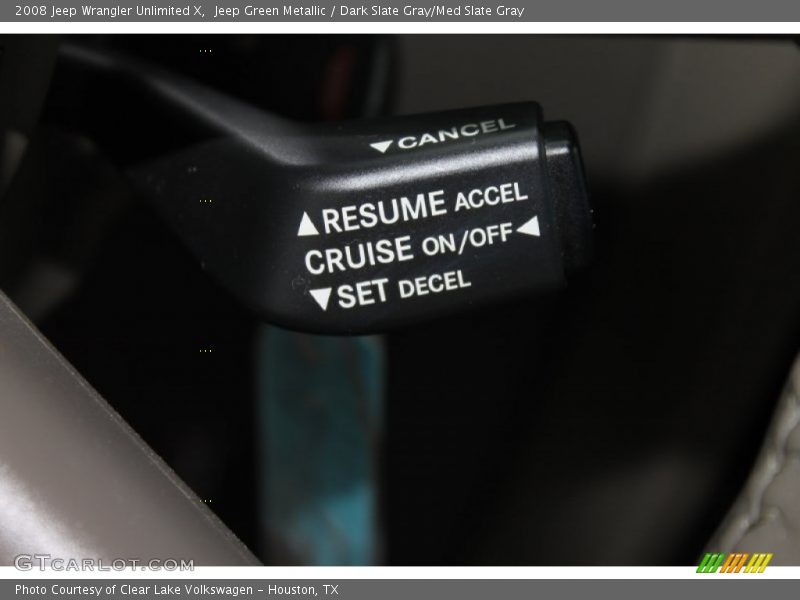 2008 Jeep Wrangler Unlimited X,  Jeep Green Metallic / Dark Slate Gray/Med Slate Gray
▼CANCEL
▲RESUME ACCEL
CRUISE ON/OFF◀
▼SET DECEL
GTCARLOT.COM
Photo Courtesy of Clear Lake Volkswagen - Houston, TX